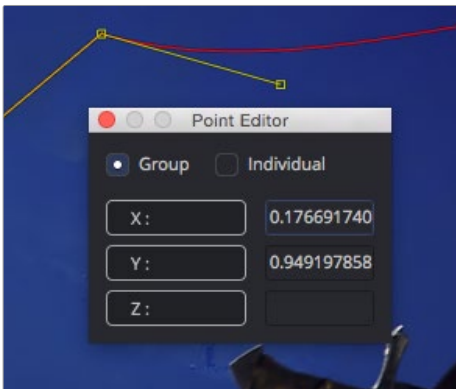 Point Editor
Group Individual
X: 0.176691740
Y: 0.949197858
Z: